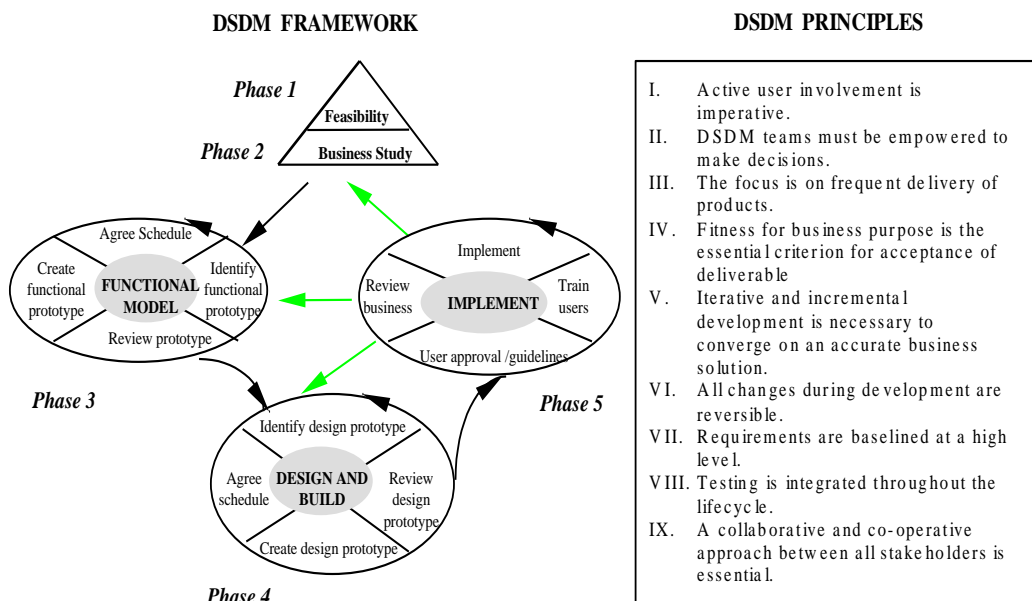 DSDM FRAMEWORK
Phase 1
Feasibility
Phase 2
Business Study
Agree Schedule
Create
functional
prototype
FUNCTIONAL
MODEL
Identify
functional
prototype
Review prototype
Phase 3
Implement
Review
business
IMPLEMENT
Train
users
User approval /guidelines
Phase 5
Identify design prototype
Agree
schedule
DESIGN AND
BUILD
Review
design
prototype
Create design prototype
Phase 4
DSDM PRINCIPLES
I. Active user involvement is
imperative.
II. DSDM teams must be empowered to
make decisions.
III. The focus is on frequent delivery of
products.
IV. Fitness for business purpose is the
essential criterion for acceptance of
deliverable
V. Iterative and incremental
development is necessary to
converge on an accurate business
solution.
VI. All changes during development are
reversible.
VII. Requirements are baselined at a high
level.
VIII. Testing is integrated throughout the
lifecycle.
IX. A collaborative and co-operative
approach between all stakeholders is
essential.